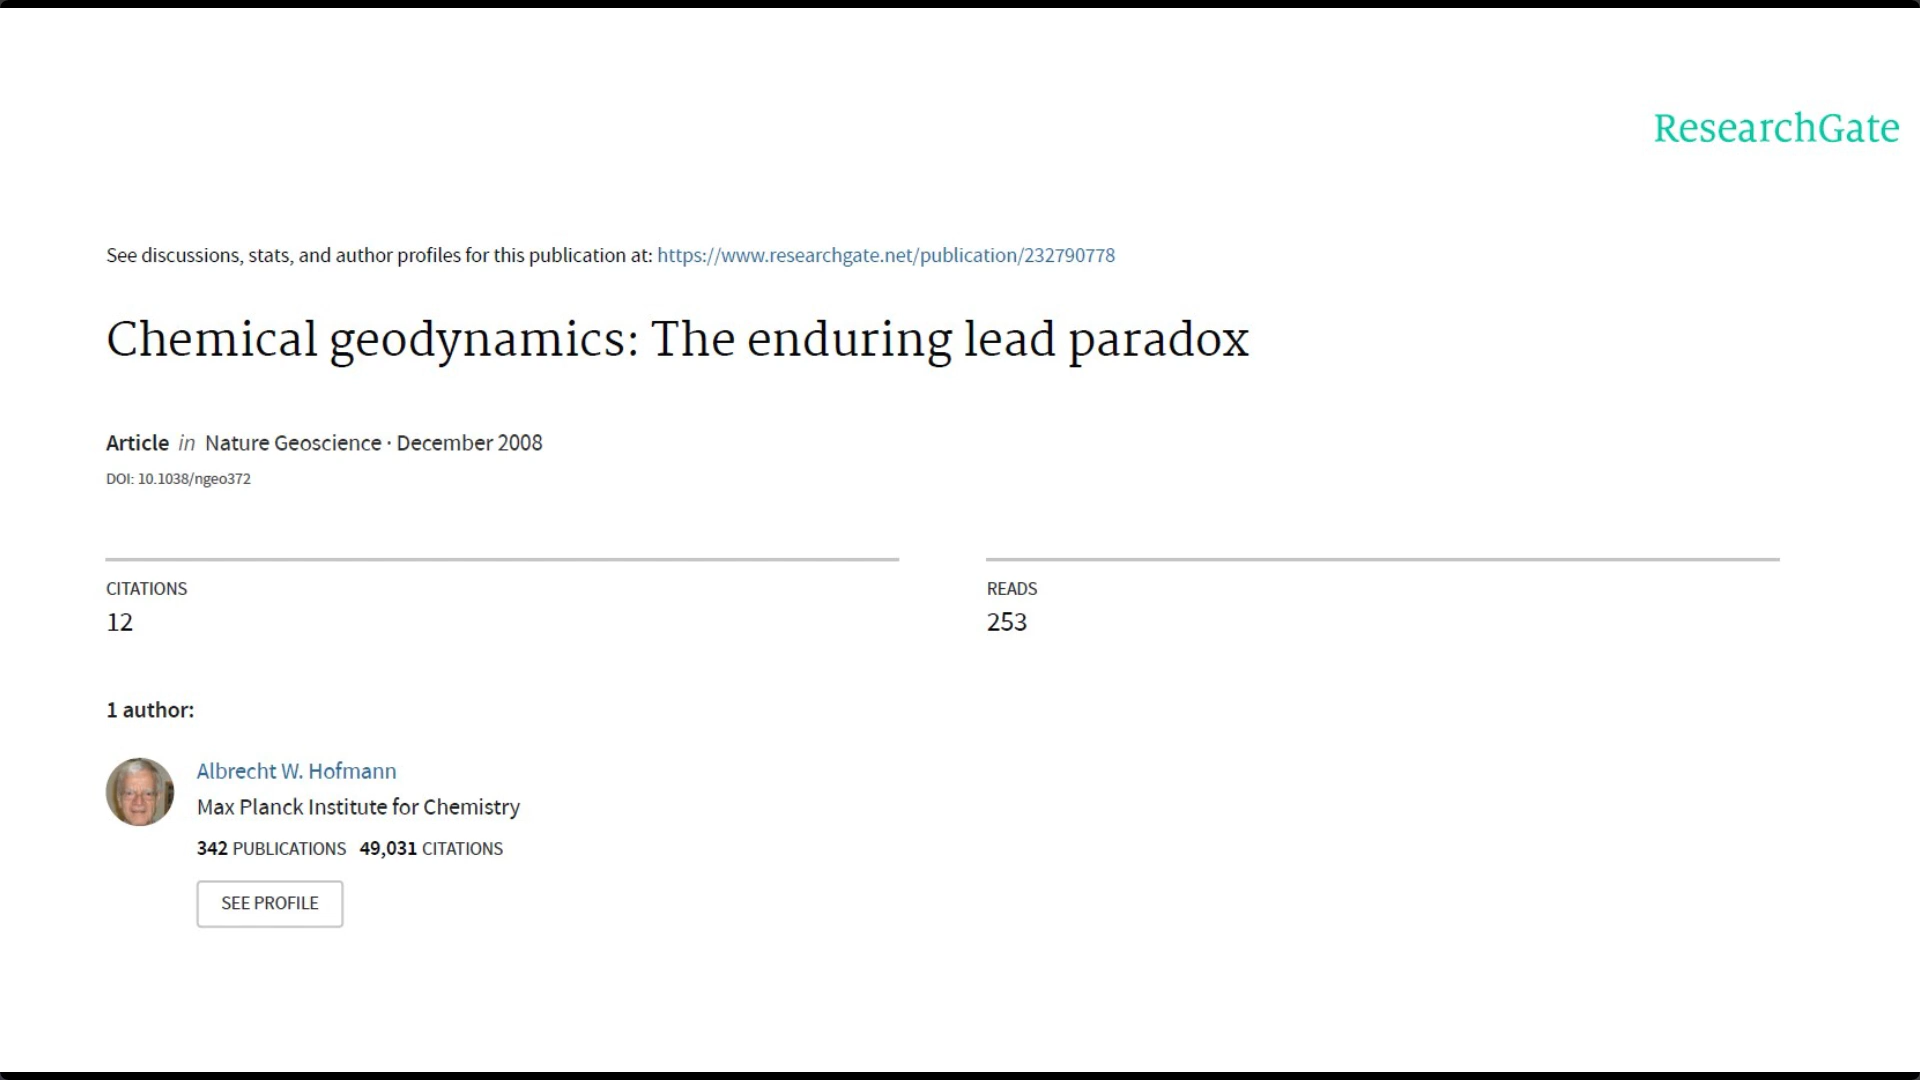 ResearchGate
See discussions, stats, and author profiles for this publication at: https://www.researchgate.net/publication/232790778
Chemical geodynamics: The enduring lead paradox
Article in Nature Geoscience · December 2008
DOI: 10.1038/ngeo372
CITATIONS
12
READS
253
1 author:
Albrecht W. Hofmann
Max Planck Institute for Chemistry
342 PUBLICATIONS 49,031 CITATIONS
SEE PROFILE